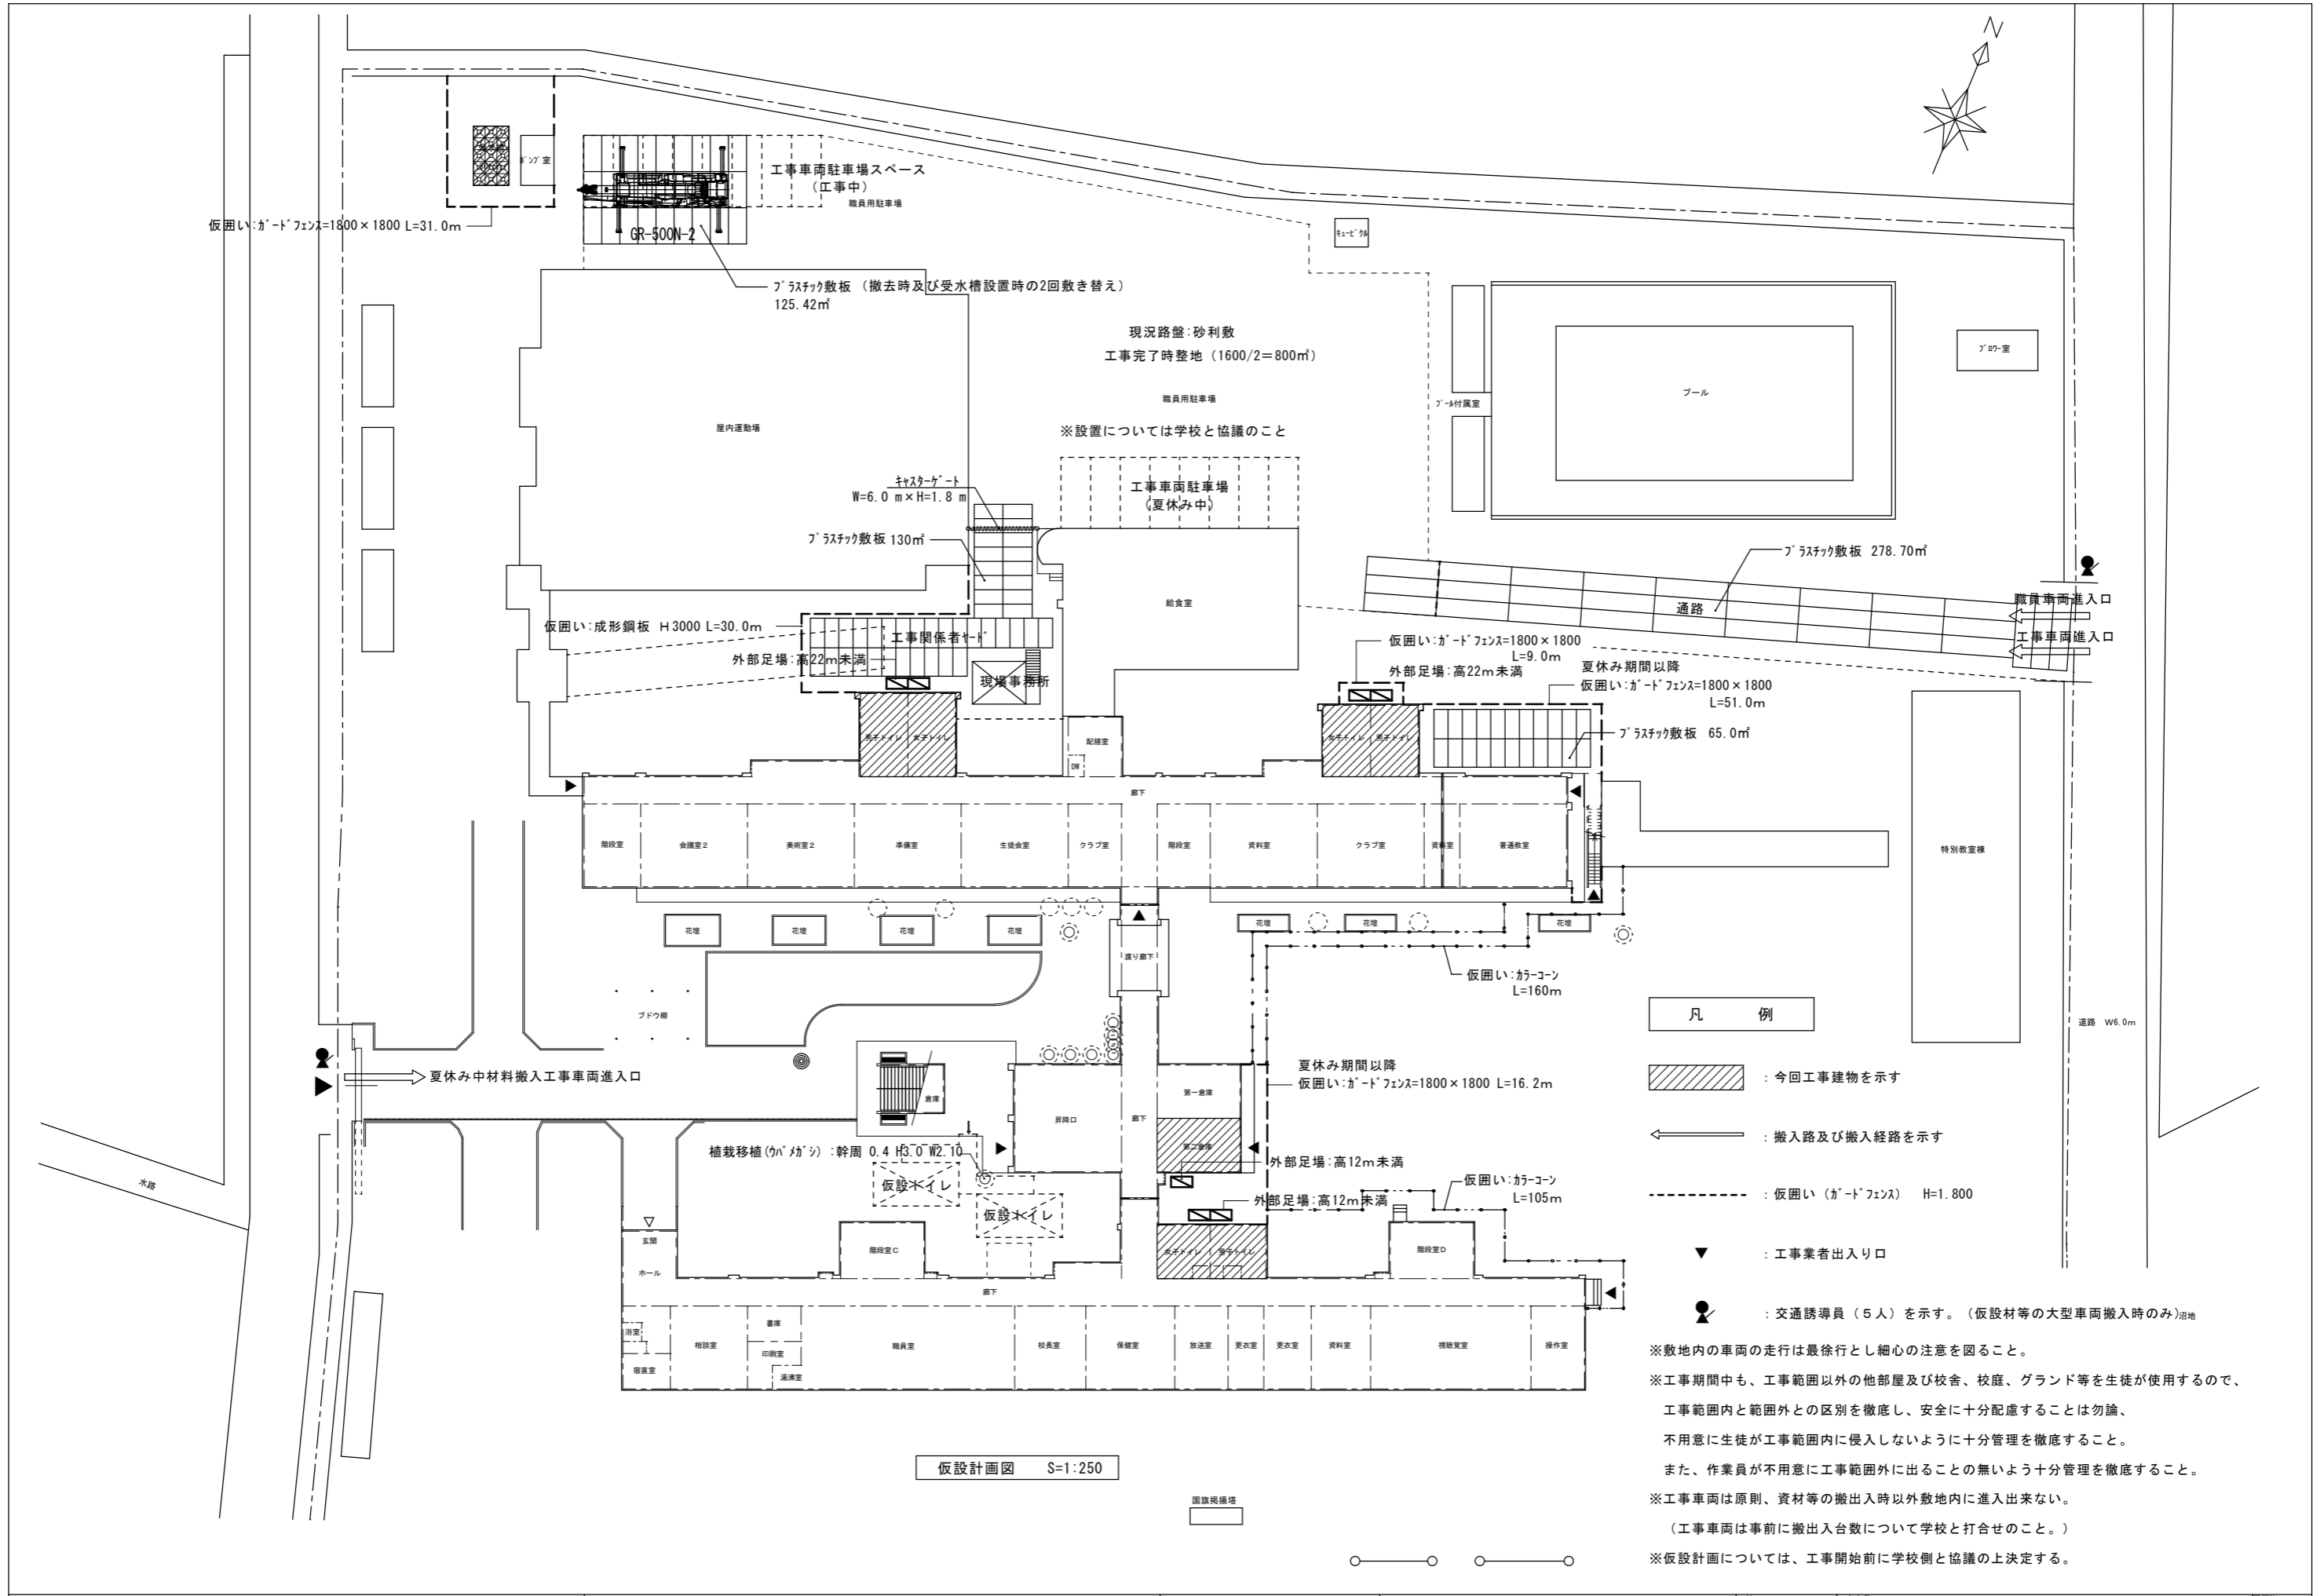 N
ポンプ室
工事車両駐車場スペース
(工事中)
職員用駐車場
仮囲い:ガードフェンス=1800×1800 L=31.0m
GR-500N-2
キュービクル
プラスチック敷板 (撤去時及び受水槽設置時の2回敷き替え)
125.42㎡
現況路盤:砂利敷
工事完了時整地 (1600/2=800㎡)
ブロワー室
職員用駐車場
プール
プール付属室
屋内運動場
※設置については学校と協議のこと
キャスターゲート
W=6.0 m×H=1.8 m
工事車両駐車場
(夏休み中)
プラスチック敷板 130㎡
プラスチック敷板 278.70㎡
給食室
通路
職員車両進入口
工事車両進入口
仮囲い:成形鋼板 H3000 L=30.0m
工事関係者ヤード
外部足場:高22m未満
現場事務所
仮囲い:ガードフェンス=1800×1800
L=9.0m
外部足場:高22m未満
夏休み期間以降
仮囲い:ガードフェンス=1800×1800
L=51.0m
プラスチック敷板 65.0㎡
男子トイレ
女子トイレ
配膳室
DW
女子トイレ
男子トイレ
廊下
階段室
会議室2
美術室2
準備室
生徒会室
クラブ室
階段室
資料室
クラブ室
資料室
普通教室
特別教室棟
花壇
花壇
花壇
花壇
花壇
花壇
花壇
渡り廊下
仮囲い:カラーコーン
L=160m
ブドウ棚
凡 例
道路 W6.0m
夏休み中材料搬入工事車両進入口
倉庫
昇降口
廊下
第一倉庫
第二倉庫
夏休み期間以降
仮囲い:ガードフェンス=1800×1800 L=16.2m
:今回工事建物を示す
:搬入路及び搬入経路を示す
植栽移植(ウバメガシ):幹周 0.4 H3.0 W2.10
外部足場:高12m未満
水路
仮設トイレ
仮設トイレ
外部足場:高12m未満
仮囲い:カラーコーン
L=105m
:仮囲い (ガードフェンス) H=1.800
玄関
ホール
階段室C
女子トイレ
男子トイレ
階段室D
:工事業者出入り口
廊下
:交通誘導員(5人)を示す。(仮設材等の大型車両搬入時のみ)
沼地
浴室
宿直室
相談室
書庫
印刷室
湯沸室
職員室
校長室
保健室
放送室
更衣室
更衣室
資料室
視聴覚室
操作室
※敷地内の車両の走行は最徐行とし細心の注意を図ること。
※工事期間中も、工事範囲以外の他部屋及び校舎、校庭、グランド等を生徒が使用するので、
工事範囲内と範囲外との区別を徹底し、安全に十分配慮することは勿論、
不用意に生徒が工事範囲内に侵入しないように十分管理を徹底すること。
また、作業員が不用意に工事範囲外に出ることの無いよう十分管理を徹底すること。
※工事車両は原則、資材等の搬出入時以外敷地内に進入出来ない。
(工事車両は事前に搬出入台数について学校と打合せのこと。)
※仮設計画については、工事開始前に学校側と協議の上決定する。
仮設計画図 S=1:250
国旗掲揚塔